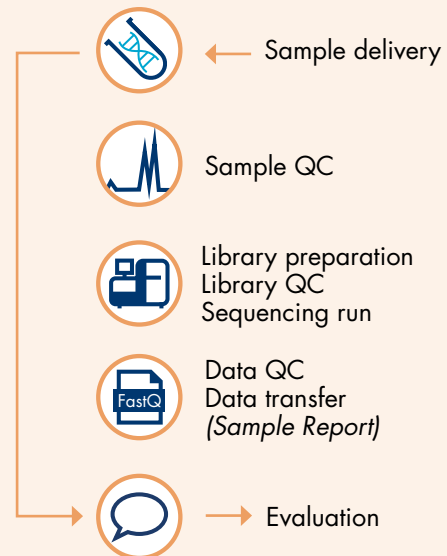 Sample delivery
Sample QC
Library preparation
Library QC
Sequencing run
FastQ
Data QC
Data transfer
(Sample Report)
Evaluation